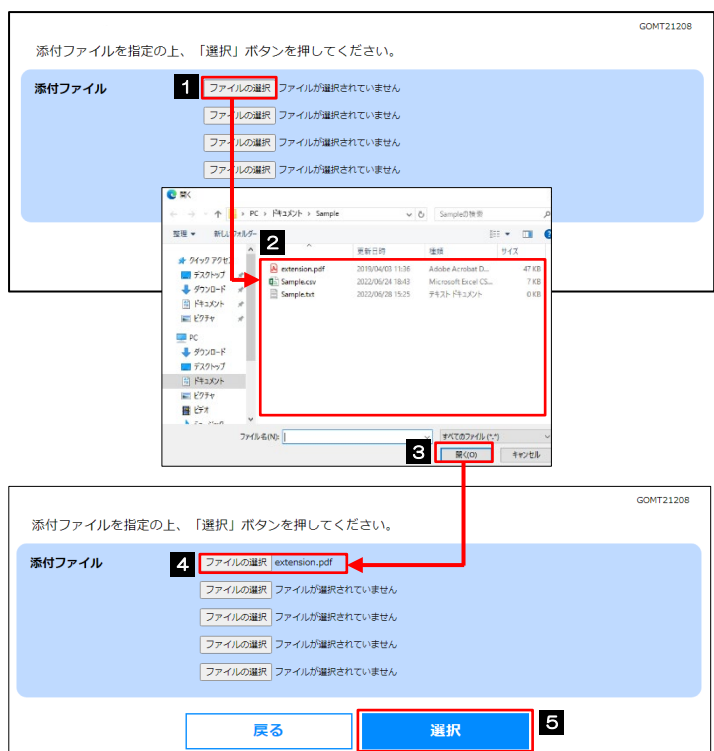 GOMT21208
添付ファイルを指定の上、「選択」ボタンを押してください。
添付ファイル
1
ファイルの選択 ファイルが選択されていません
ファイルの選択 ファイルが選択されていません
ファイルの選択 ファイルが選択されていません
ファイルの選択 ファイルが選択されていません
開く
PC › ドキュメント › Sample
Sampleの検索
整理 新しいフォルダー
2
更新日時 種類 サイズ
クイック アクセス
デスクトップ
ダウンロード
ドキュメント
ピクチャ
PC
ダウンロード
デスクトップ
ドキュメント
ピクチャ
ビデオ
extension.pdf 2019/04/03 11:36 Adobe Acrobat D... 47 KB
Sample.csv 2022/06/24 18:43 Microsoft Excel CS... 7 KB
Sample.txt 2022/06/28 15:25 テキスト ドキュメント 0 KB
ファイル名(N):
すべてのファイル (*.*)
3
開く(O) キャンセル
GOMT21208
添付ファイルを指定の上、「選択」ボタンを押してください。
添付ファイル
4
ファイルの選択 extension.pdf
ファイルの選択 ファイルが選択されていません
ファイルの選択 ファイルが選択されていません
ファイルの選択 ファイルが選択されていません
ファイルの選択 ファイルが選択されていません
戻る
選択
5